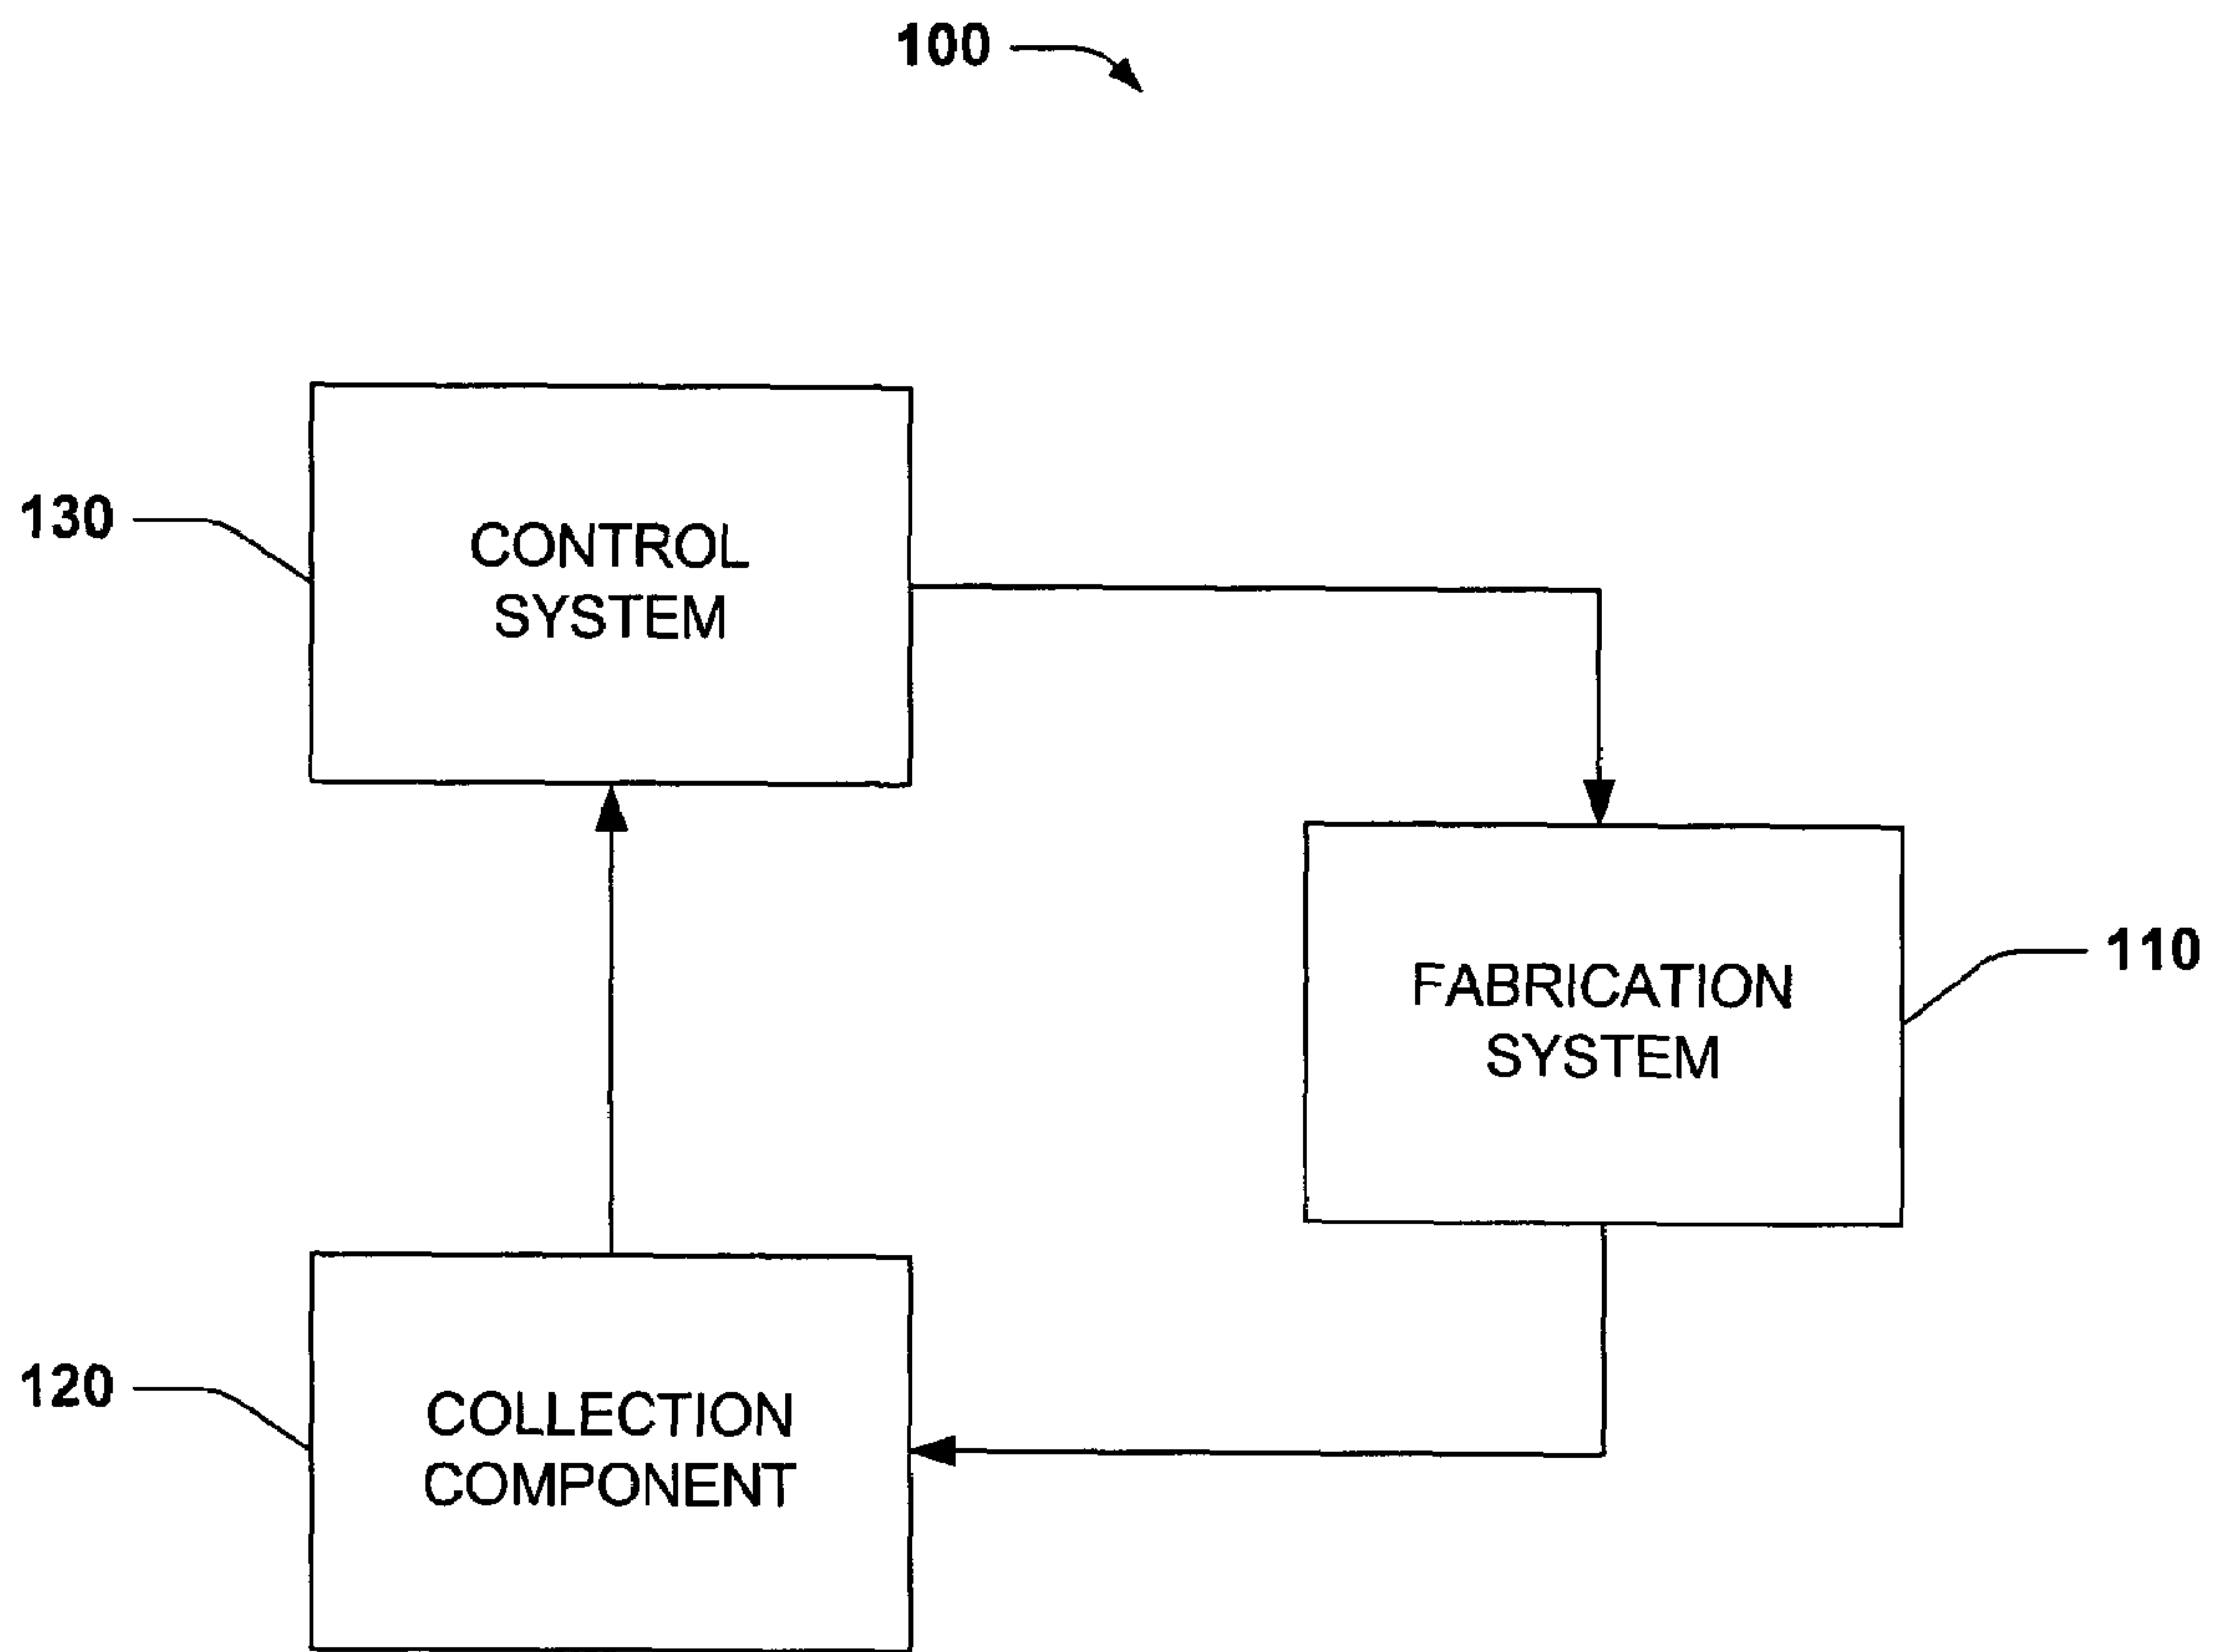 100
130
CONTROL
SYSTEM
110
FABRICATION
SYSTEM
120
COLLECTION
COMPONENT